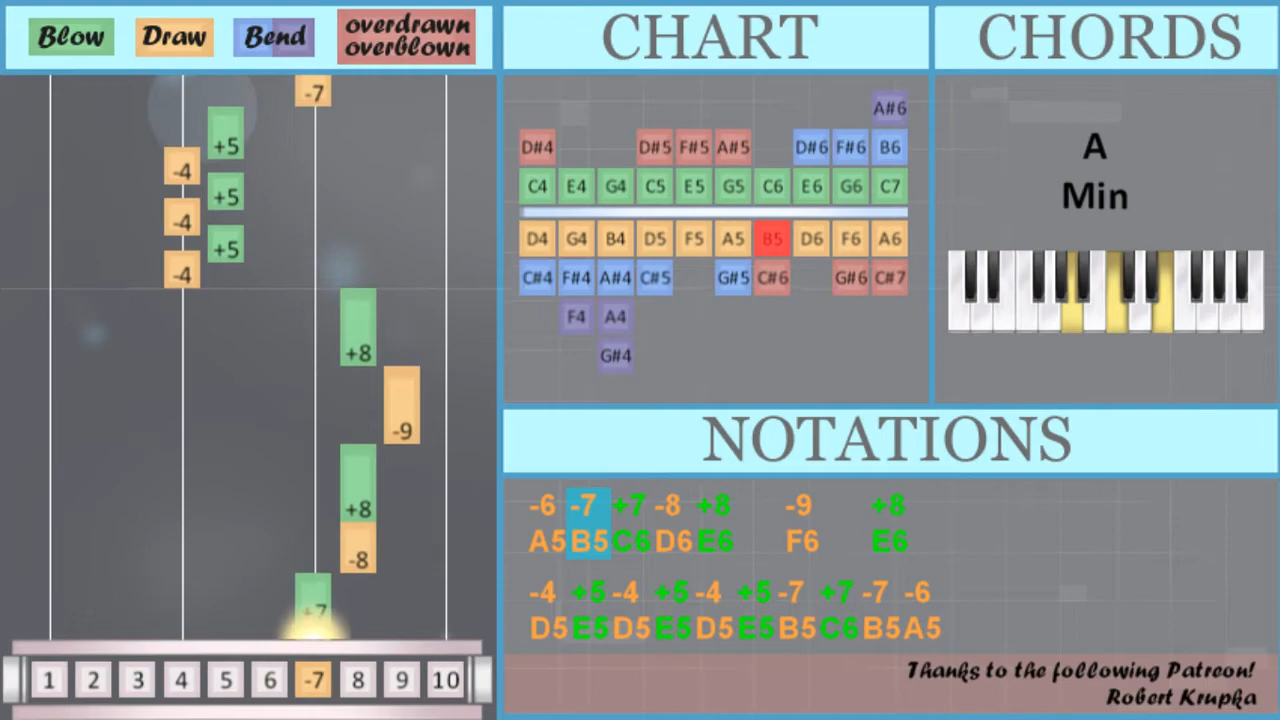 Blow Draw Bend overdrawn
overblown
CHART
CHORDS
-7
+5
-4
+5
-4
+5
-4
+8
-9
+8
-8
+7
1 2 3 4 5 6 -7 8 9 10
A#6
D#4 D#5 F#5 A#5 D#6 F#6 B6
C4 E4 G4 C5 E5 G5 C6 E6 G6 C7
D4 G4 B4 D5 F5 A5 B5 D6 F6 A6
C#4 F#4 A#4 C#5 G#5 C#6 G#6 C#7
F4 A4
G#4
A
Min
NOTATIONS
-6 -7 +7 -8 +8 -9 +8
A5 B5 C6 D6 E6 F6 E6
-4 +5 -4 +5 -4 +5 -7 +7 -7 -6
D5 E5 D5 E5 D5 E5 B5 C6 B5 A5
Thanks to the following Patreon!
Robert Krupka